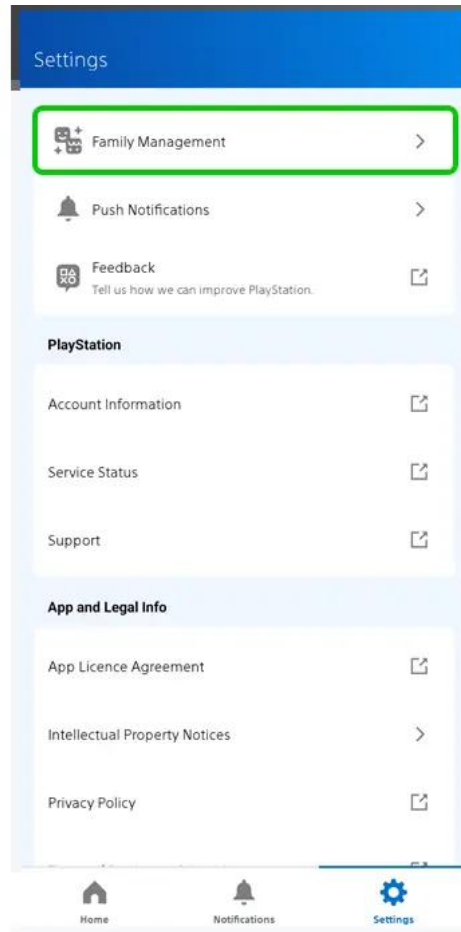 Settings
Family Management
Push Notifications
Feedback
Tell us how we can improve PlayStation.
PlayStation
Account Information
Service Status
Support
App and Legal Info
App Licence Agreement
Intellectual Property Notices
Privacy Policy
Home
Notifications
Settings